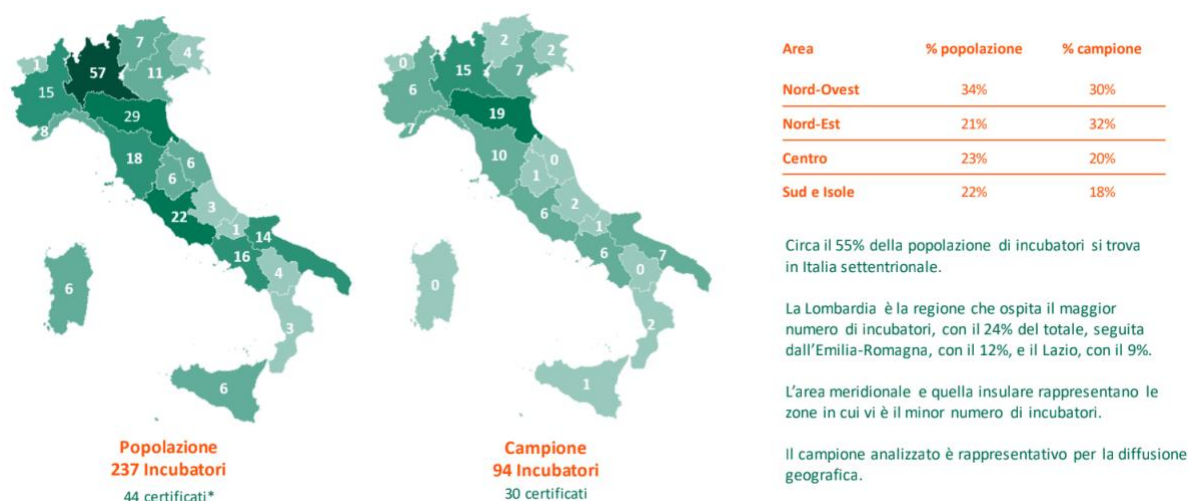 7
4
1
57
11
15
29
8
18
6
6
3
22
1
14
16
4
6
3
6
Popolazione
237 Incubatori
44 certificati*
2
2
0
15
7
6
19
7
10
0
1
2
6
1
6
7
0
0
2
1
Campione
94 Incubatori
30 certificati
Area % popolazione % campione
Nord-Ovest 34% 30%
Nord-Est 21% 32%
Centro 23% 20%
Sud e Isole 22% 18%
Circa il 55% della popolazione di incubatori si trova
in Italia settentrionale.
La Lombardia è la regione che ospita il maggior
numero di incubatori, con il 24% del totale, seguita
dall'Emilia-Romagna, con il 12%, e il Lazio, con il 9%.
L'area meridionale e quella insulare rappresentano le
zone in cui vi è il minor numero di incubatori.
Il campione analizzato è rappresentativo per la diffusione
geografica.